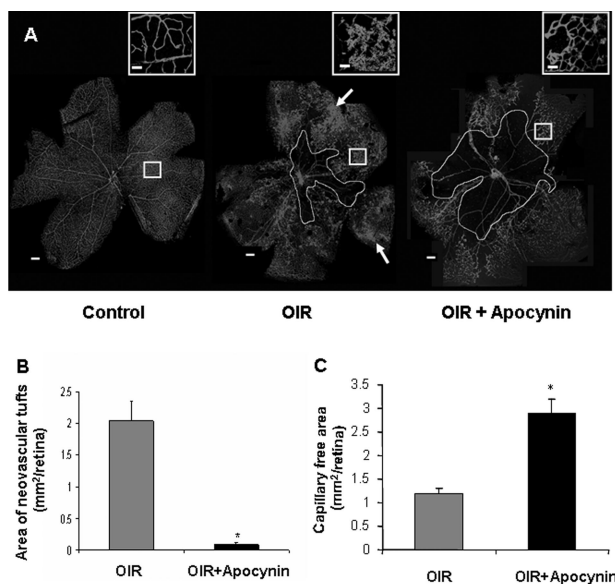 A
Control
OIR
OIR + Apocynin
B
Area of neovascular tufts
(mm²/retina)
2.5
2
1.5
1
0.5
0
*
OIR
OIR+Apocynin
C
Capillary free area
(mm²/retina)
3.5
3
2.5
2
1.5
1
0.5
0
*
OIR
OIR+Apocynin